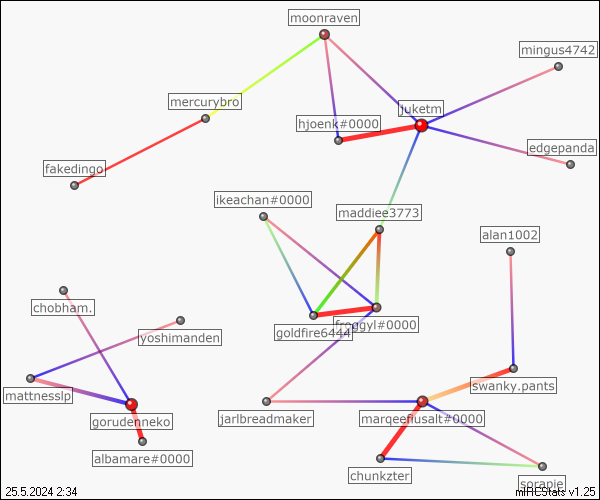 moonraven
mingus4742
mercurybro
juketm
hjoenk#0000
edgepanda
fakedingo
ikeachan#0000
maddiee3773
alan1002
chobham.
yoshimanden
goldfire6444
froggyl#0000
mattnesslp
swanky.pants
gorudenneko
jarlbreadmaker
marqeeflusalt#0000
albamare#0000
chunkzter
sorapie
25.5.2024 2:34
mIRCStats v1.25